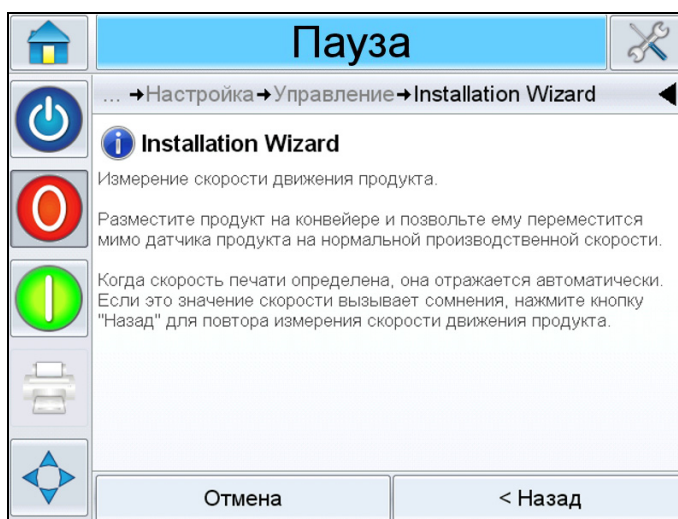 Пауза
... →Настройка→Управление→Installation Wizard
Installation Wizard
Измерение скорости движения продукта.
Разместите продукт на конвейере и позвольте ему переместится
мимо датчика продукта на нормальной производственной скорости.
Когда скорость печати определена, она отражается автоматически.
Если это значение скорости вызывает сомнения, нажмите кнопку
"Назад" для повтора измерения скорости движения продукта.
Отмена
< Назад